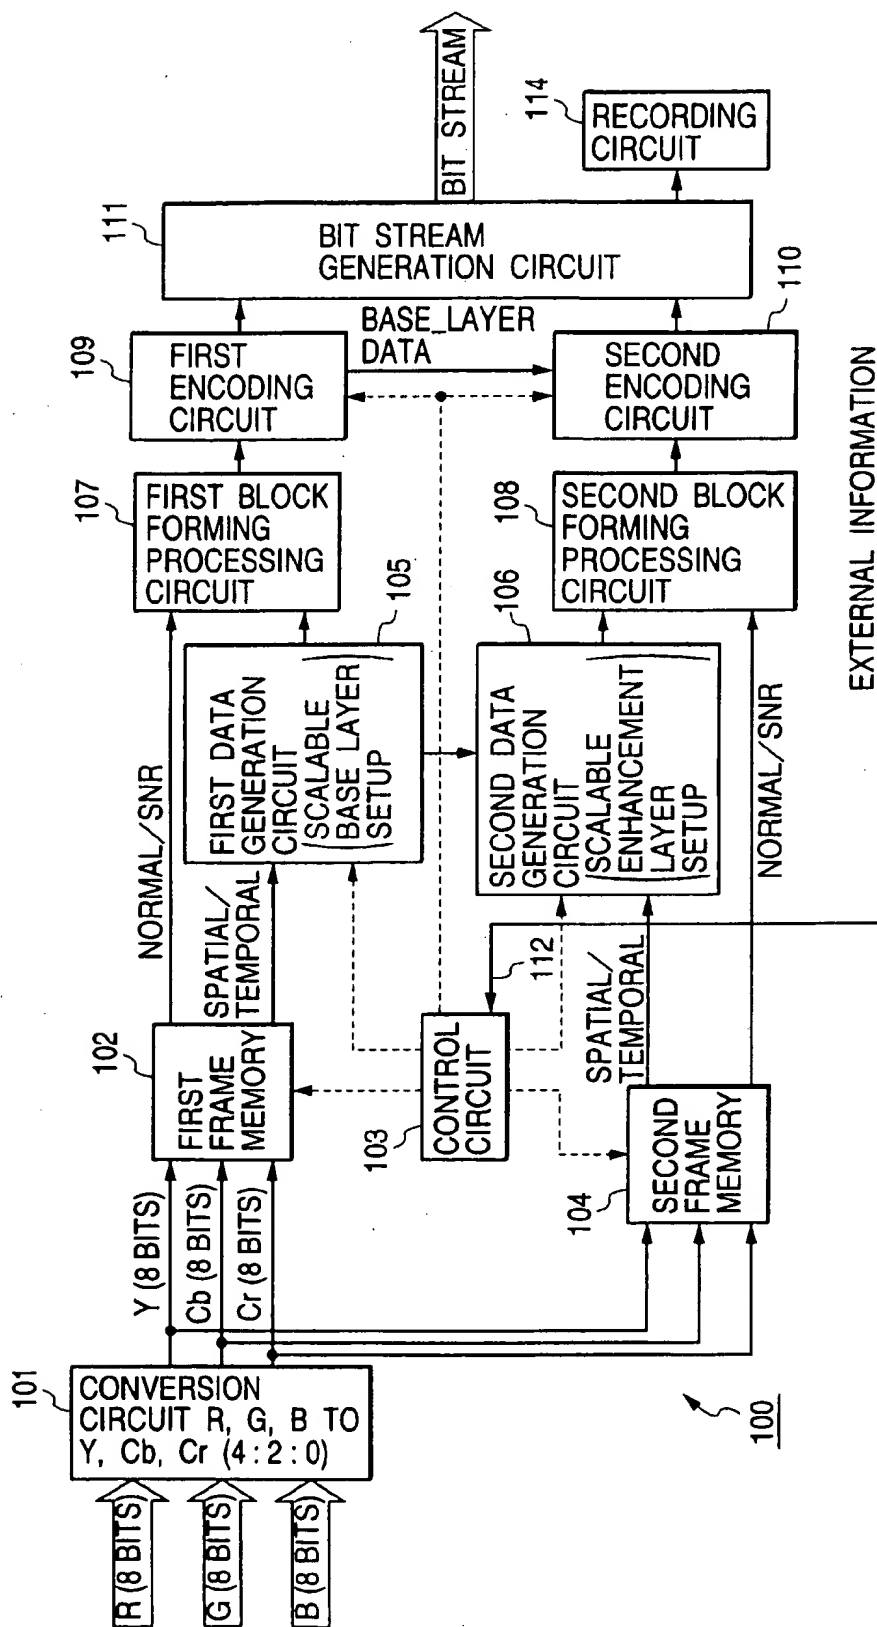 R (8 BITS)
G (8 BITS)
B (8 BITS)
101
CONVERSION
CIRCUIT R, G, B TO
Y, Cb, Cr (4:2:0)
Y (8 BITS)
Cb (8 BITS)
Cr (8 BITS)
100
102
FIRST
FRAME
MEMORY
103
CONTROL
CIRCUIT
104
SECOND
FRAME
MEMORY
NORMAL/SNR
SPATIAL/
TEMPORAL
112
SPATIAL/
TEMPORAL
NORMAL/SNR
FIRST DATA
GENERATION
CIRCUIT
(SCALABLE
BASE LAYER
SETUP)
105
SECOND DATA
GENERATION
CIRCUIT
(SCALABLE
ENHANCEMENT
LAYER
SETUP)
106
107
FIRST BLOCK
FORMING
PROCESSING
CIRCUIT
108
SECOND BLOCK
FORMING
PROCESSING
CIRCUIT
EXTERNAL INFORMATION
109
FIRST
ENCODING
CIRCUIT
BASE_LAYER
DATA
SECOND
ENCODING
CIRCUIT
110
111
BIT STREAM
GENERATION CIRCUIT
BIT STREAM
114
RECORDING
CIRCUIT